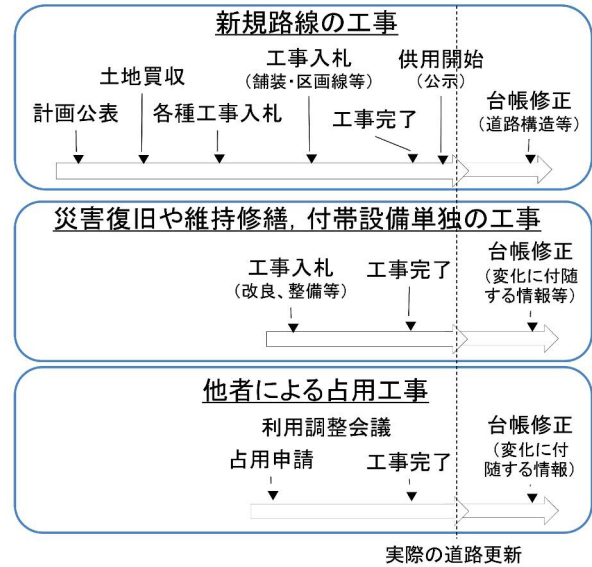 新規路線の工事
計画公表
土地買収
各種工事入札
工事入札
(舗装・区画線等)
工事完了
供用開始
(公示)
台帳修正
(道路構造等)
災害復旧や維持修繕,付帯設備単独の工事
工事入札
(改良、整備等)
工事完了
台帳修正
(変化に付随
する情報等)
他者による占用工事
利用調整会議
占用申請
工事完了
台帳修正
(変化に付
随する情報)
実際の道路更新